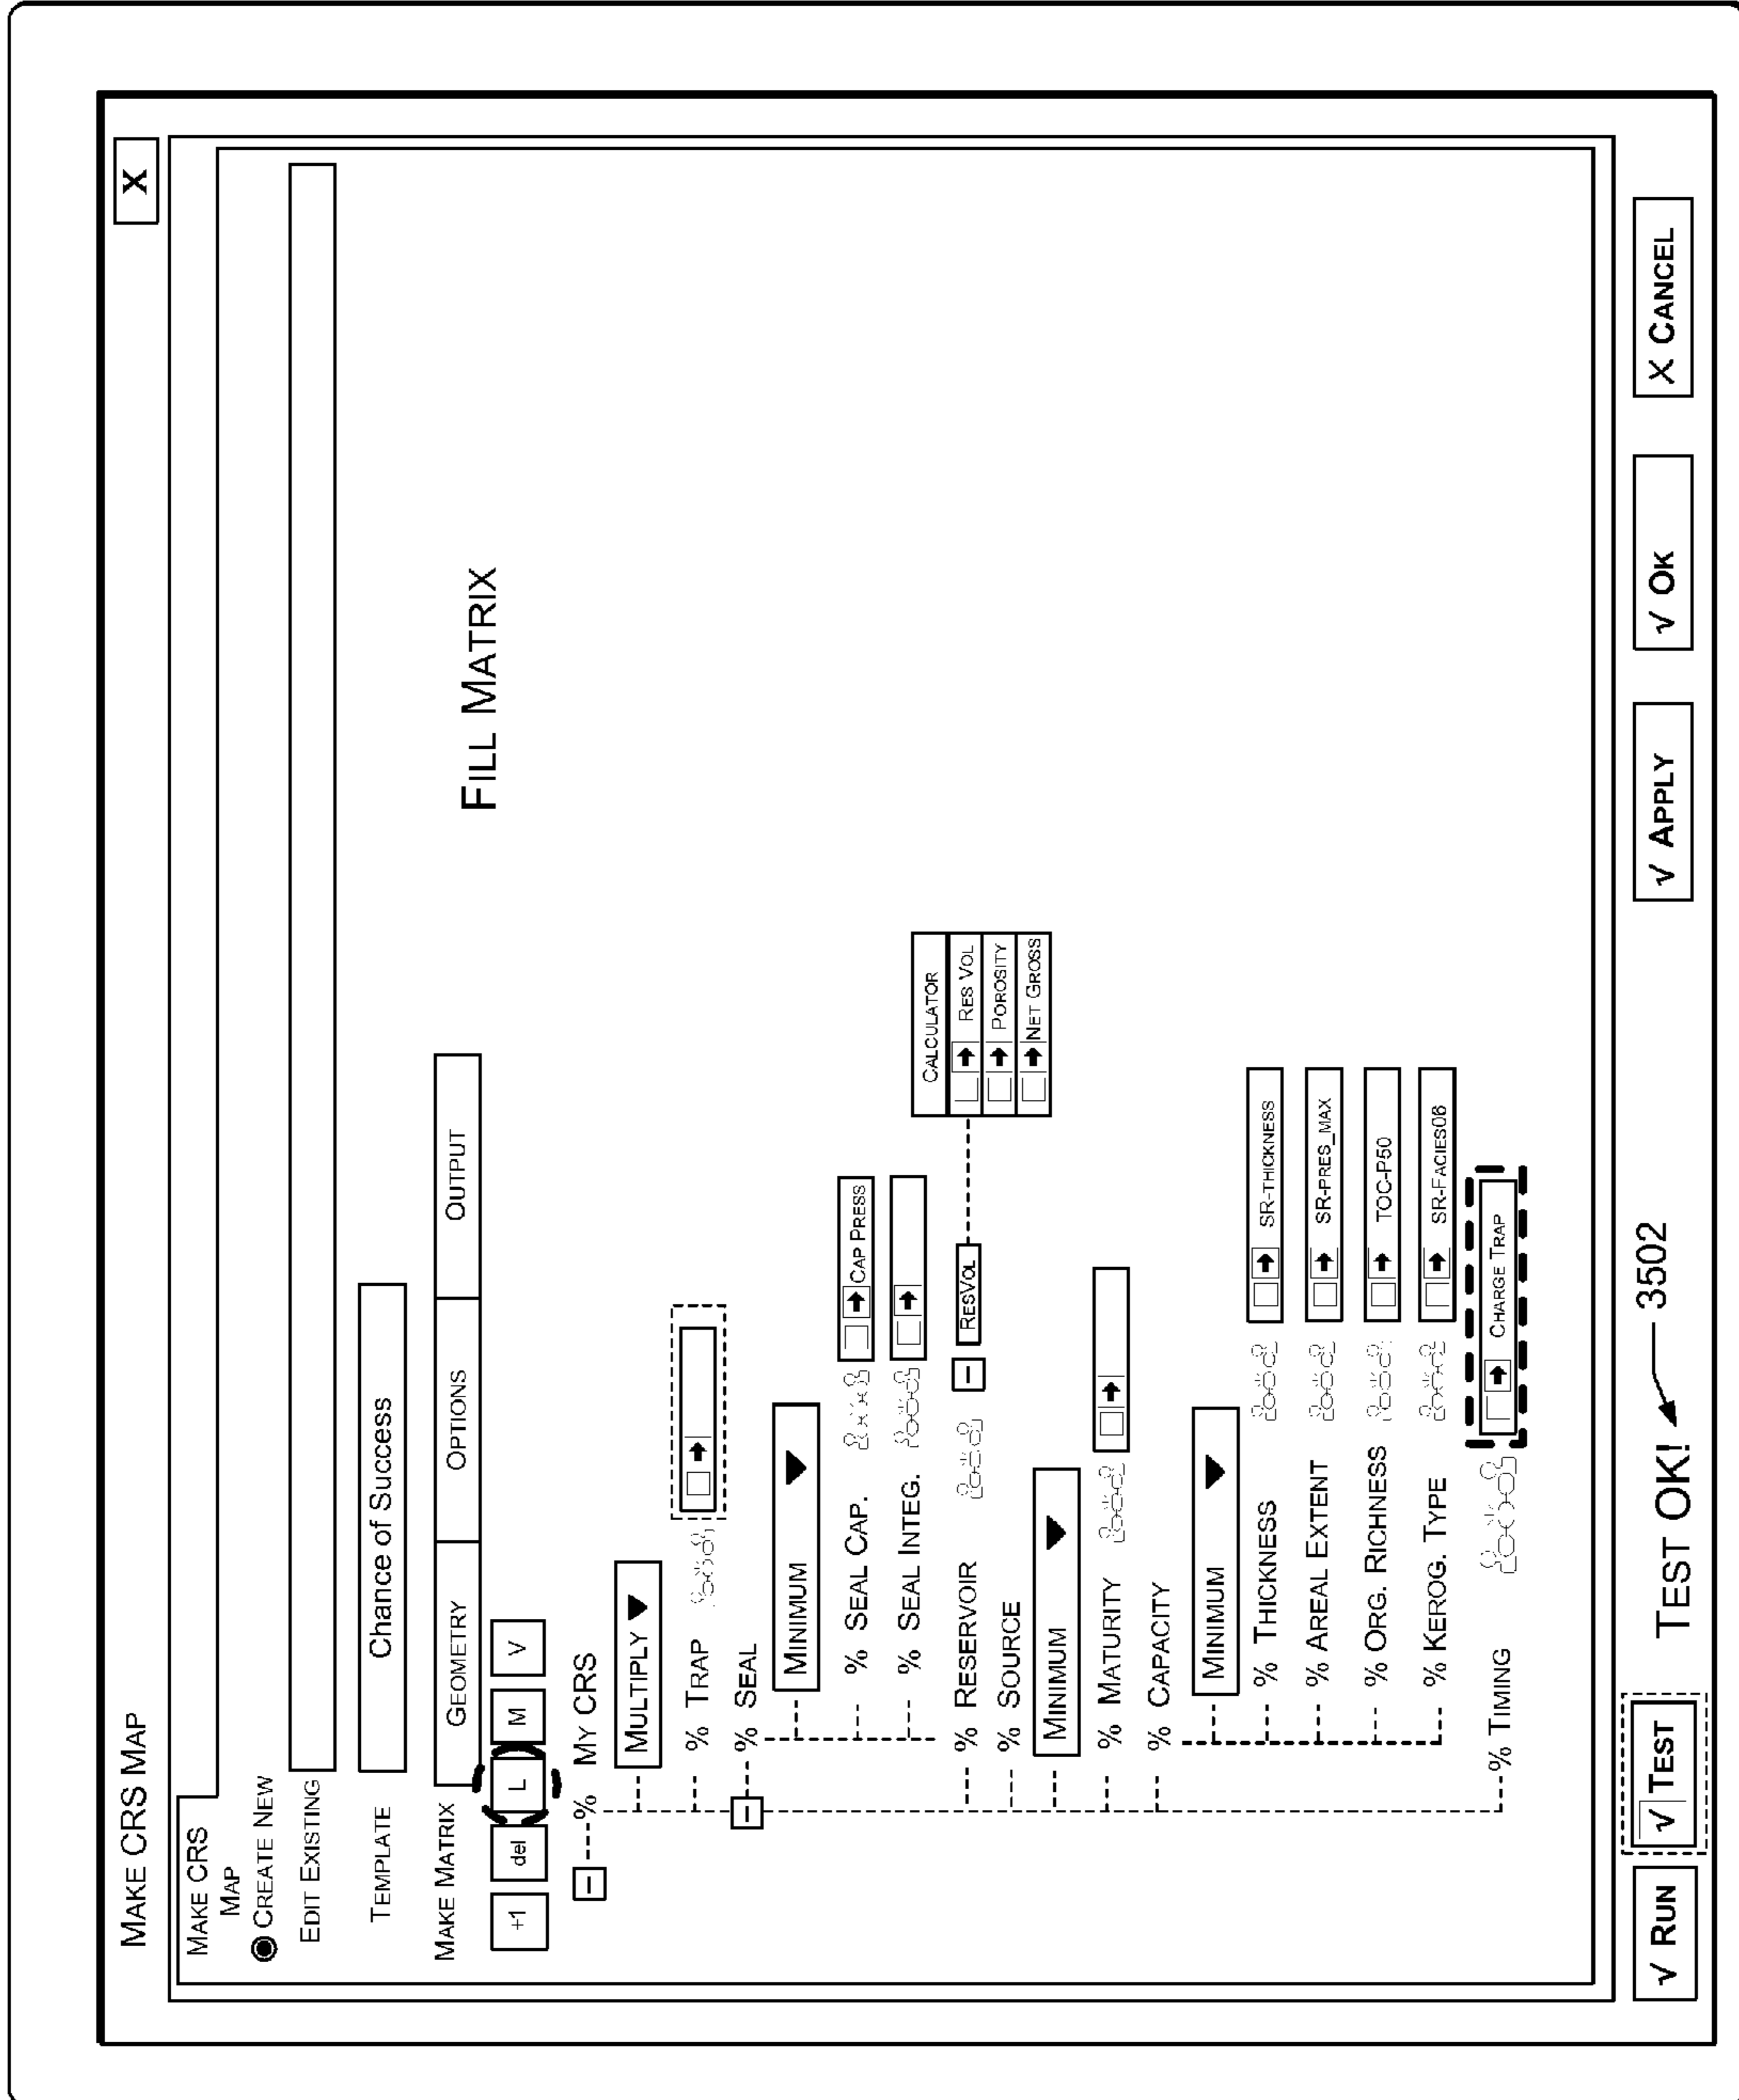 MAKE CRS MAP
X
MAKE CRS
MAP
CREATE NEW
EDIT EXISTING
TEMPLATE Chance of Success
MAKE MATRIX GEOMETRY OPTIONS OUTPUT
+1 del L M V
FILL MATRIX
% MY CRS
MULTIPLY
% TRAP
% SEAL
MINIMUM
% SEAL CAP. CAP PRESS
% SEAL INTEG.
CALCULATOR
% RESERVOIR RESVOL RES VOL
POROSITY
% SOURCE NET GROSS
MINIMUM
% MATURITY
% CAPACITY
MINIMUM
% THICKNESS SR-THICKNESS
% AREAL EXTENT SR-PRES_MAX
% ORG. RICHNESS TOC-P50
% KEROG. TYPE SR-FACIES06
% TIMING CHARGE TRAP
√ RUN √ TEST TEST OK! 3502 √ APPLY √ OK X CANCEL